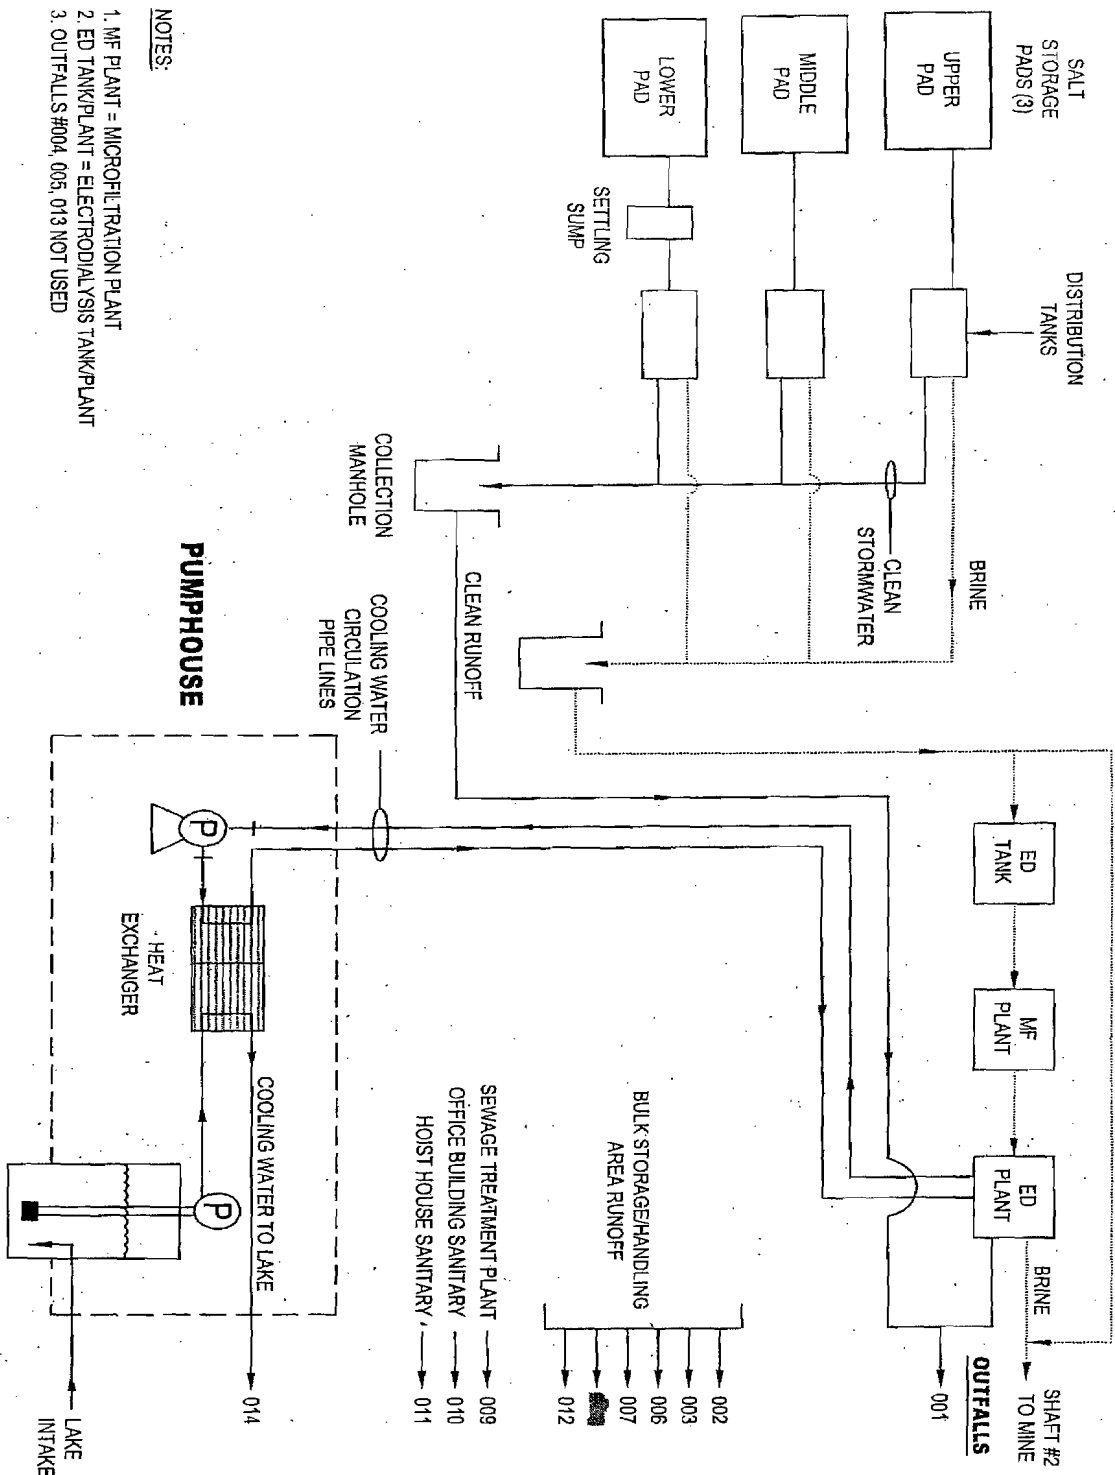 SALT
STORAGE
PADS (3)
UPPER
PAD
MIDDLE
PAD
LOWER
PAD
SETTLING
SUMP
DISTRIBUTION
TANKS
BRINE
CLEAN
STORMWATER
COLLECTION
MANHOLE
CLEAN RUNOFF
ED
TANK
MF
PLANT
ED
PLANT
BRINE
SHAFT #2
TO MINE
OUTFALLS
001
BULK STORAGE/HANDLING
AREA RUNOFF
002
003
006
007
012
SEWAGE TREATMENT PLANT
009
OFFICE BUILDING SANITARY
010
HOIST HOUSE SANITARY
011
COOLING WATER
CIRCULATION
PIPE LINES
PUMPHOUSE
P
HEAT
EXCHANGER
P
COOLING WATER TO LAKE
014
LAKE
INTAKE
NOTES:
1. MF PLANT = MICROFILTRATION PLANT
2. ED TANK/PLANT = ELECTRODIALYSIS TANK/PLANT
3. OUTFALLS #004, 005, 013 NOT USED